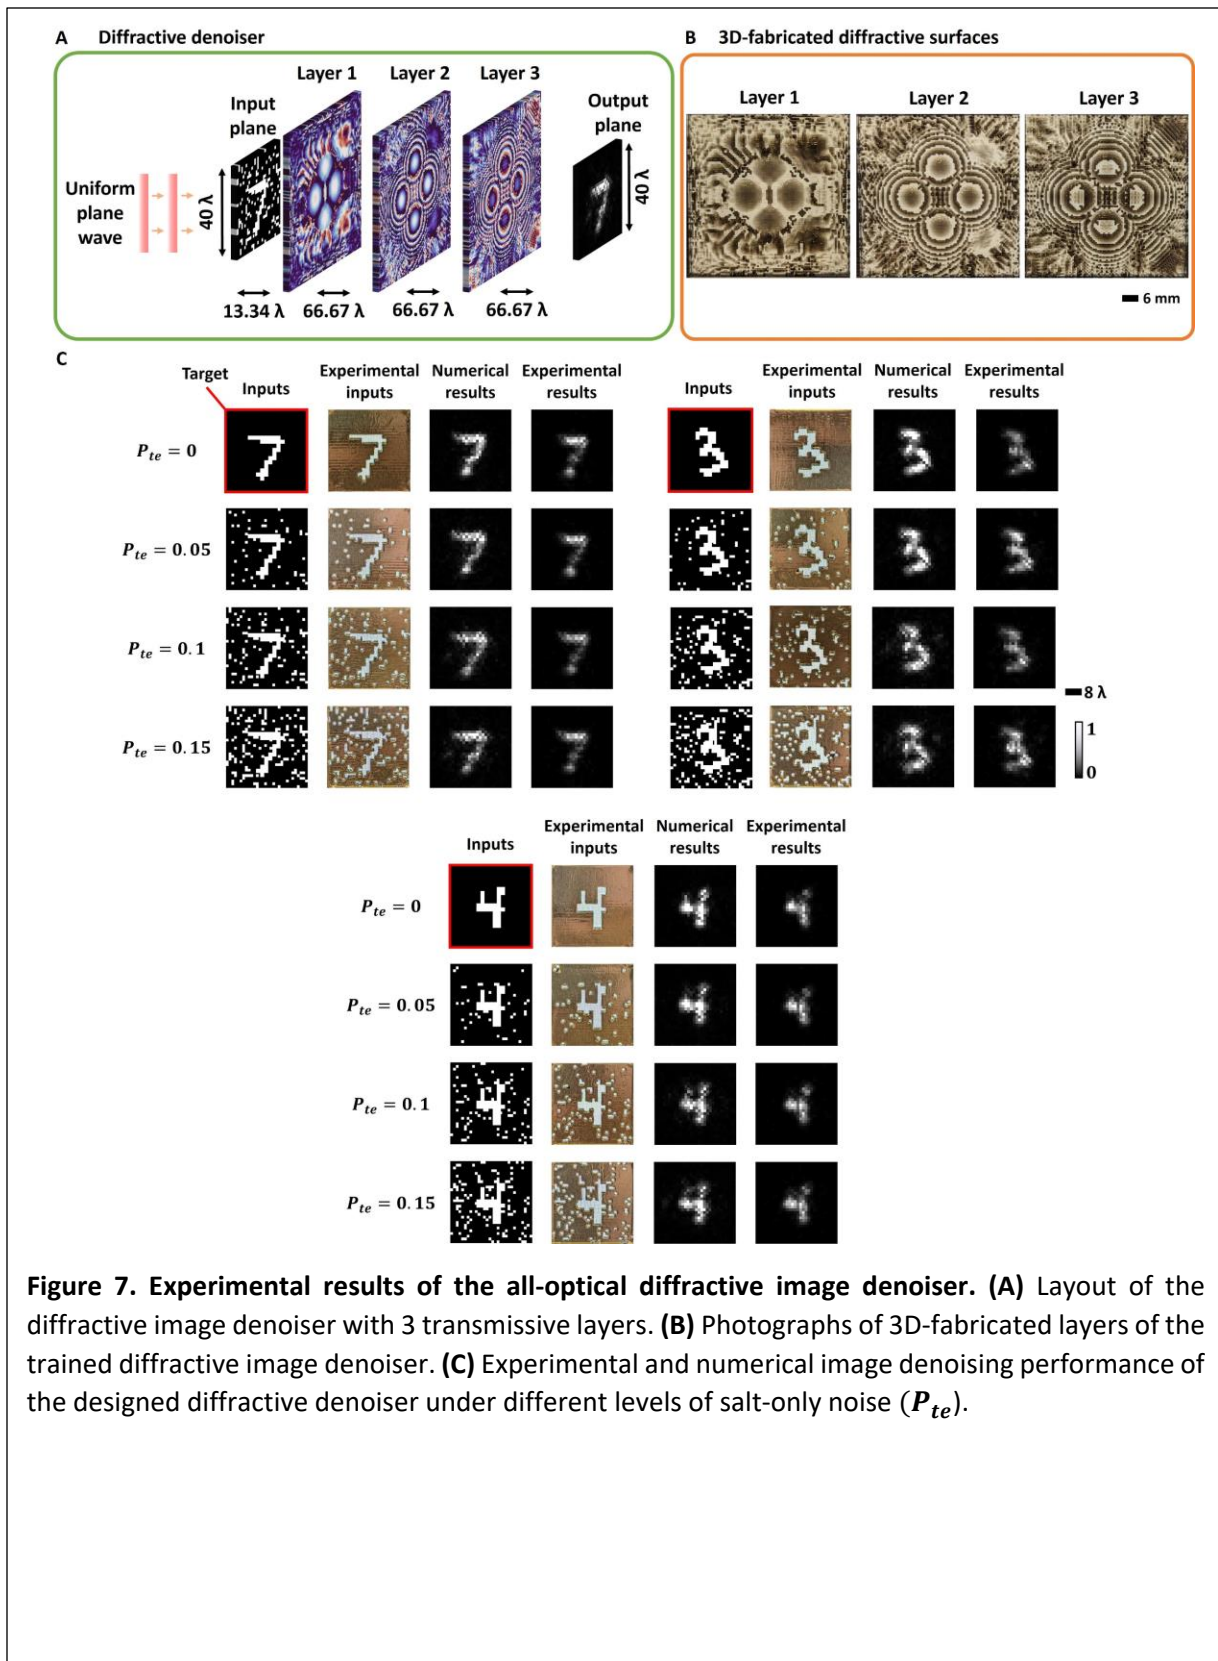 A Diffractive denoiser
Layer 1 Layer 2 Layer 3
Input plane
Output plane
Uniform plane wave
40 λ
40 λ
13.34 λ 66.67 λ 66.67 λ 66.67 λ
B 3D-fabricated diffractive surfaces
Layer 1 Layer 2 Layer 3
6 mm
C
Target
Inputs Experimental inputs Numerical results Experimental results
Inputs Experimental inputs Numerical results Experimental results
P_te = 0
P_te = 0.05
P_te = 0.1
P_te = 0.15
8 λ
1
0
Inputs Experimental inputs Numerical results Experimental results
P_te = 0
P_te = 0.05
P_te = 0.1
P_te = 0.15
Figure 7. Experimental results of the all-optical diffractive image denoiser. (A) Layout of the
diffractive image denoiser with 3 transmissive layers. (B) Photographs of 3D-fabricated layers of the
trained diffractive image denoiser. (C) Experimental and numerical image denoising performance of
the designed diffractive denoiser under different levels of salt-only noise (P_te).